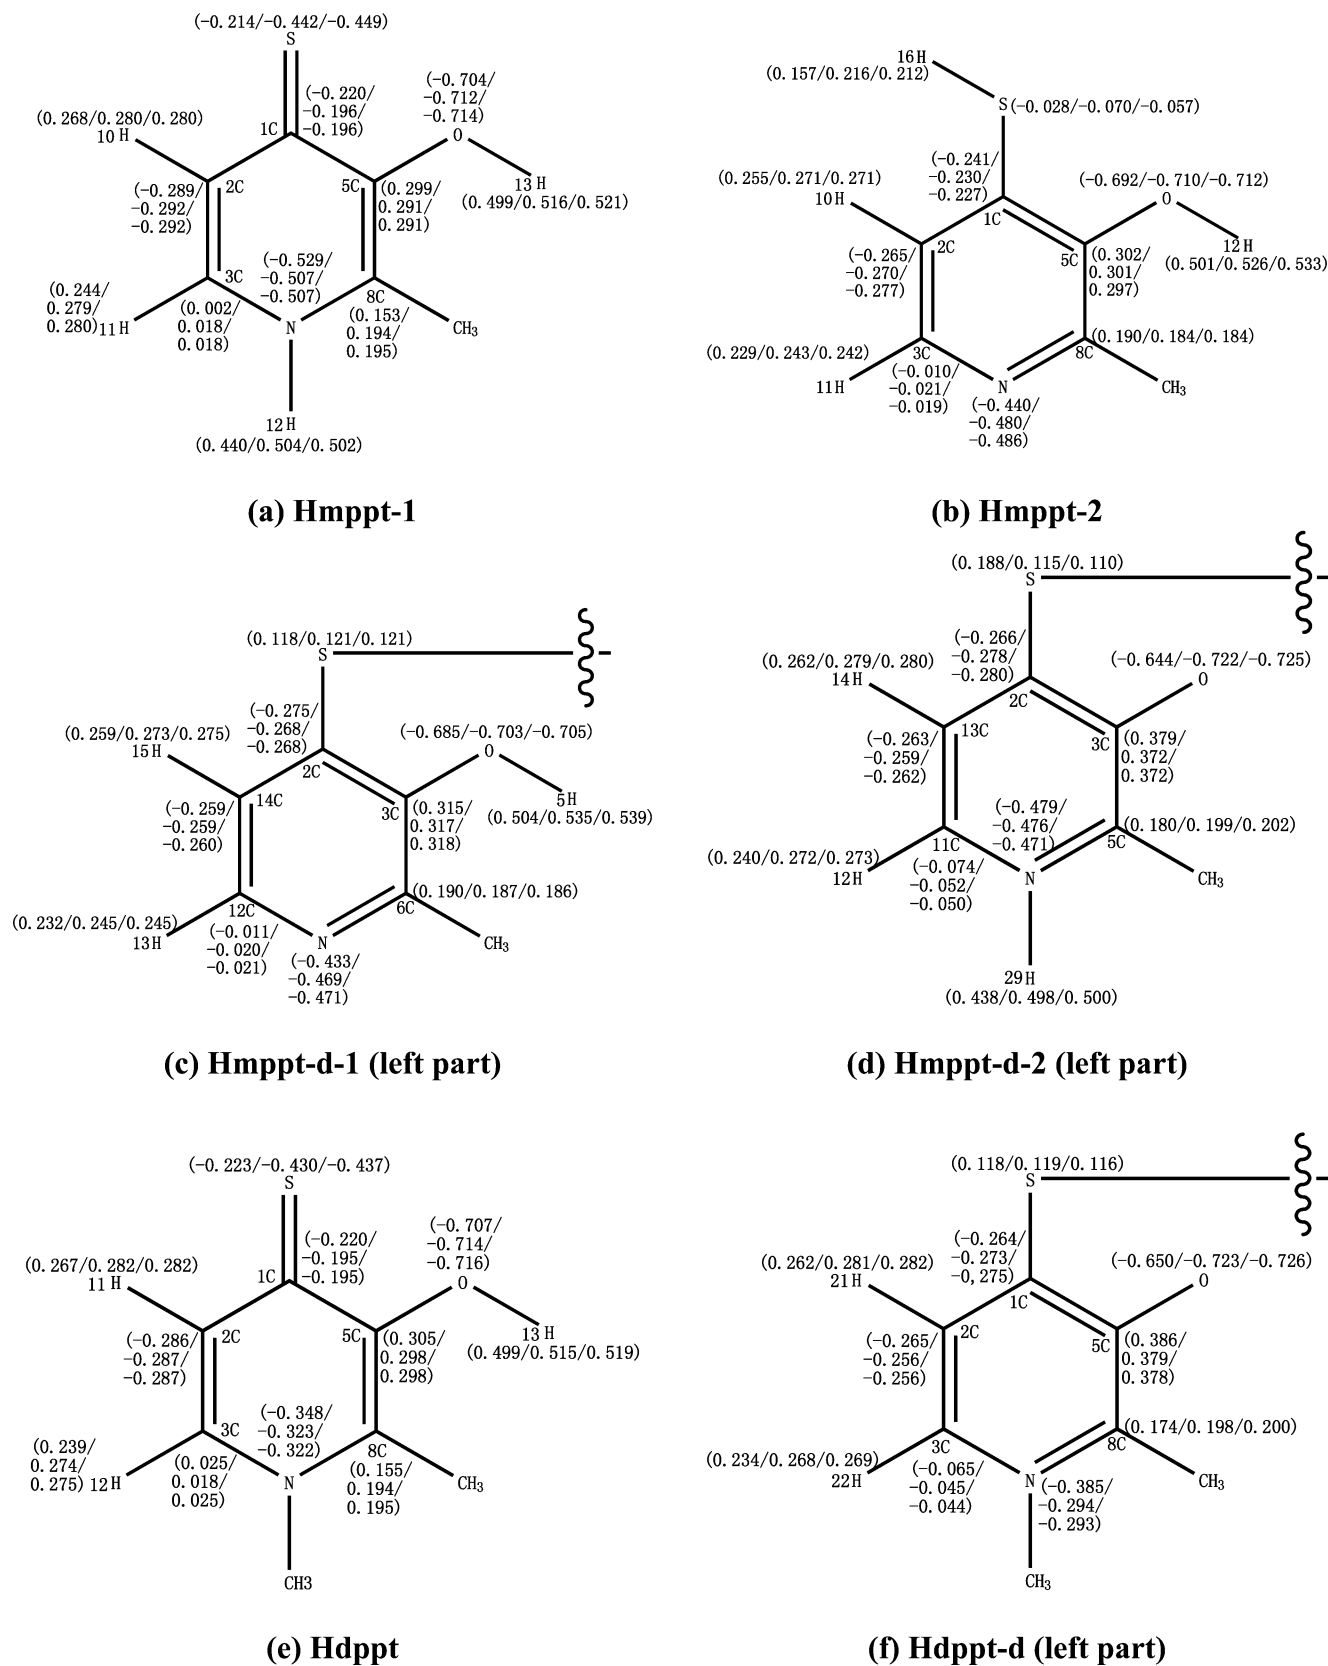 (-0.214/-0.442/-0.449)
S
(-0.220/
-0.196/
-0.196)
(-0.704/
-0.712/
-0.714)
(0.268/0.280/0.280)
10H
1C
O
2C
5C
13H
(-0.289/
-0.292/
-0.292)
(0.299/
0.291/
0.291)
(0.499/0.516/0.521)
(-0.529/
-0.507/
-0.507)
3C
8C
(0.244/
0.279/
0.280)11H
(0.002/
0.018/
0.018)
N
(0.153/
0.194/
0.195)
CH3
12H
(0.440/0.504/0.502)
(a) Hmppt-1
16H
(0.157/0.216/0.212)
S(-0.028/-0.070/-0.057)
(-0.241/
-0.230/
-0.227)
(0.255/0.271/0.271)
10H
(-0.692/-0.710/-0.712)
O
1C
2C
5C
12H
(-0.265/
-0.270/
-0.277)
(0.302/
0.301/
0.297)
(0.501/0.526/0.533)
(0.229/0.243/0.242)
11H
3C
8C
(0.190/0.184/0.184)
(-0.010/
-0.021/
-0.019)
N
CH3
(-0.440/
-0.480/
-0.486)
(b) Hmppt-2
(0.118/0.121/0.121)
S
(-0.275/
-0.268/
-0.268)
(0.259/0.273/0.275)
15H
(-0.685/-0.703/-0.705)
O
2C
14C
3C
5H
(-0.259/
-0.259/
-0.260)
(0.315/
0.317/
0.318)
(0.504/0.535/0.539)
(0.232/0.245/0.245)
13H
12C
6C
(0.190/0.187/0.186)
(-0.011/
-0.020/
-0.021)
N
CH3
(-0.433/
-0.469/
-0.471)
(c) Hmppt-d-1 (left part)
(0.188/0.115/0.110)
S
(-0.266/
-0.278/
-0.280)
(0.262/0.279/0.280)
14H
(-0.644/-0.722/-0.725)
O
2C
13C
3C
(-0.263/
-0.259/
-0.262)
(0.379/
0.372/
0.372)
(-0.479/
-0.476/
-0.471)
(0.240/0.272/0.273)
12H
11C
5C
(0.180/0.199/0.202)
(-0.074/
-0.052/
-0.050)
N
CH3
29H
(0.438/0.498/0.500)
(d) Hmppt-d-2 (left part)
(-0.223/-0.430/-0.437)
S
(-0.220/
-0.195/
-0.195)
(-0.707/
-0.714/
-0.716)
(0.267/0.282/0.282)
11H
1C
O
2C
5C
13H
(-0.286/
-0.287/
-0.287)
(0.305/
0.298/
0.298)
(0.499/0.515/0.519)
(-0.348/
-0.323/
-0.322)
3C
8C
(0.239/
0.274/
0.275)12H
(0.025/
0.018/
0.025)
N
(0.155/
0.194/
0.195)
CH3
CH3
(e) Hdppt
(0.118/0.119/0.116)
S
(-0.264/
-0.273/
-0,275)
(0.262/0.281/0.282)
21H
(-0.650/-0.723/-0.726)
O
1C
2C
5C
(-0.265/
-0.256/
-0.256)
(0.386/
0.379/
0.378)
(0.234/0.268/0.269)
22H
3C
8C
(0.174/0.198/0.200)
(-0.065/
-0.045/
-0.044)
N
(-0.385/
-0.294/
-0.293)
CH3
CH3
(f) Hdppt-d (left part)